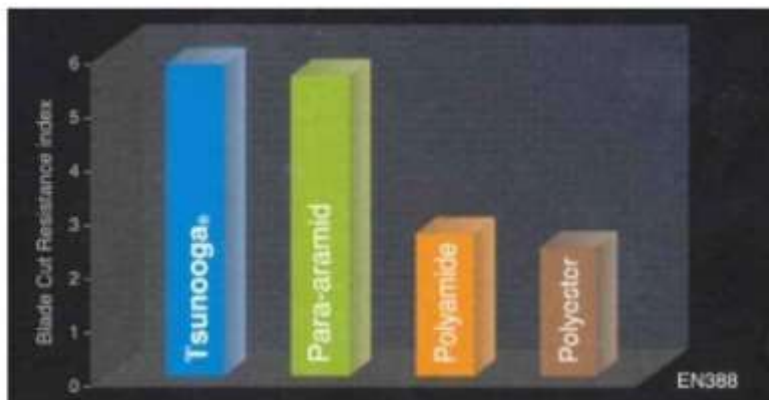 Blade Cut Resistance index
6
5
4
3
2
1
0
Tsunooga®
Para-aramid
Polyamide
Polyester
EN388